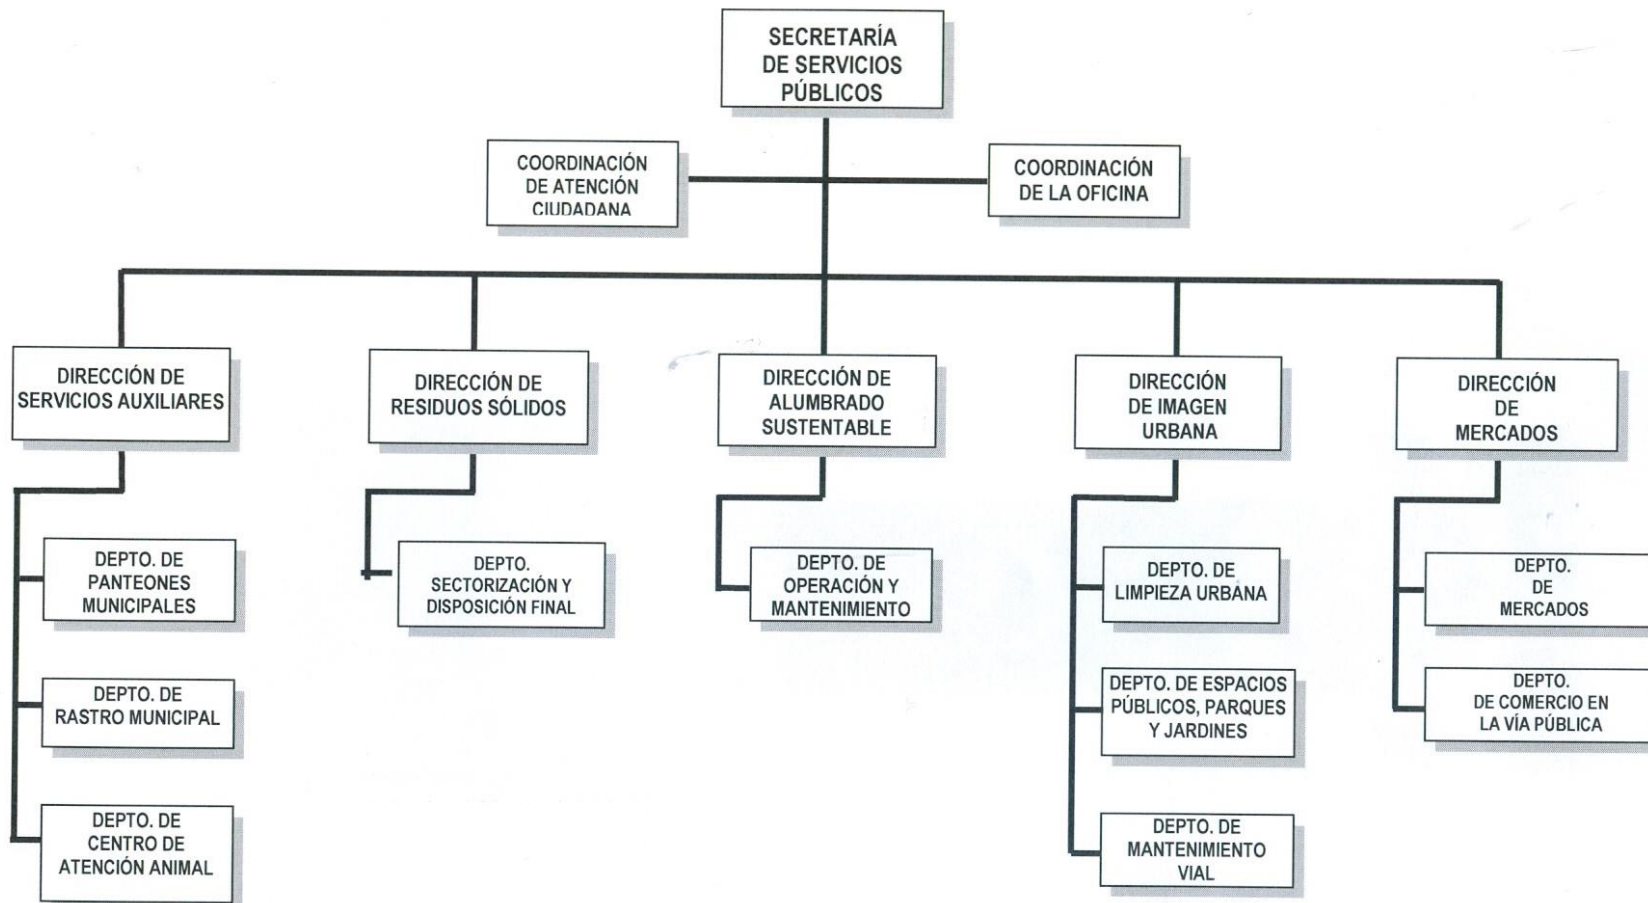 SECRETARÍA
DE SERVICIOS
PÚBLICOS
COORDINACIÓN
DE ATENCIÓN
CIUDADANA
COORDINACIÓN
DE LA OFICINA
DIRECCIÓN DE
SERVICIOS AUXILIARES
DIRECCIÓN DE
RESIDUOS SÓLIDOS
DIRECCIÓN DE
ALUMBRADO
SUSTENTABLE
DIRECCIÓN
DE IMAGEN
URBANA
DIRECCIÓN
DE
MERCADOS
DEPTO. DE
PANTEONES
MUNICIPALES
DEPTO. DE
RASTRO MUNICIPAL
DEPTO. DE
CENTRO DE
ATENCIÓN ANIMAL
DEPTO.
SECTORIZACIÓN Y
DISPOSICIÓN FINAL
DEPTO. DE
OPERACIÓN Y
MANTENIMIENTO
DEPTO. DE
LIMPIEZA URBANA
DEPTO. DE ESPACIOS
PÚBLICOS, PARQUES
Y JARDINES
DEPTO. DE
MANTENIMIENTO
VIAL
DEPTO.
DE
MERCADOS
DEPTO.
DE COMERCIO EN
LA VÍA PÚBLICA